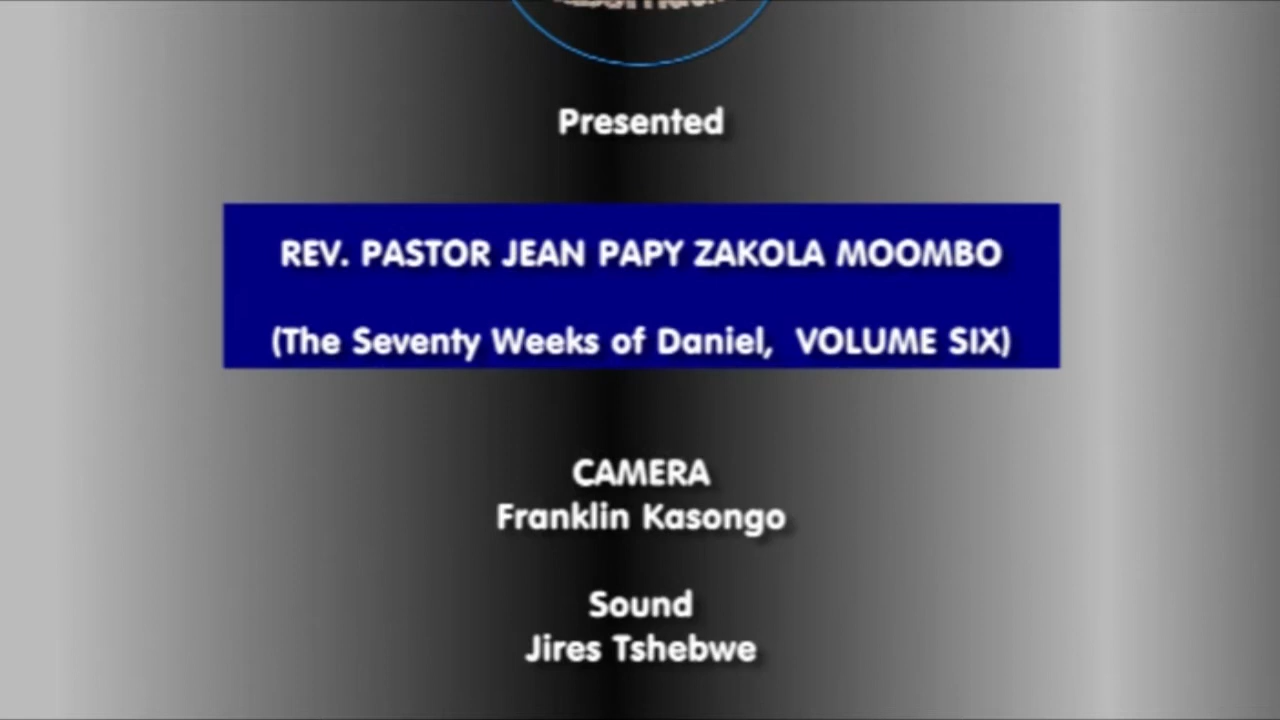 Presented
REV. PASTOR JEAN PAPY ZAKOLA MOOMBO
(The Seventy Weeks of Daniel, VOLUME SIX)
CAMERA
Franklin Kasongo
Sound
Jires Tshebwe